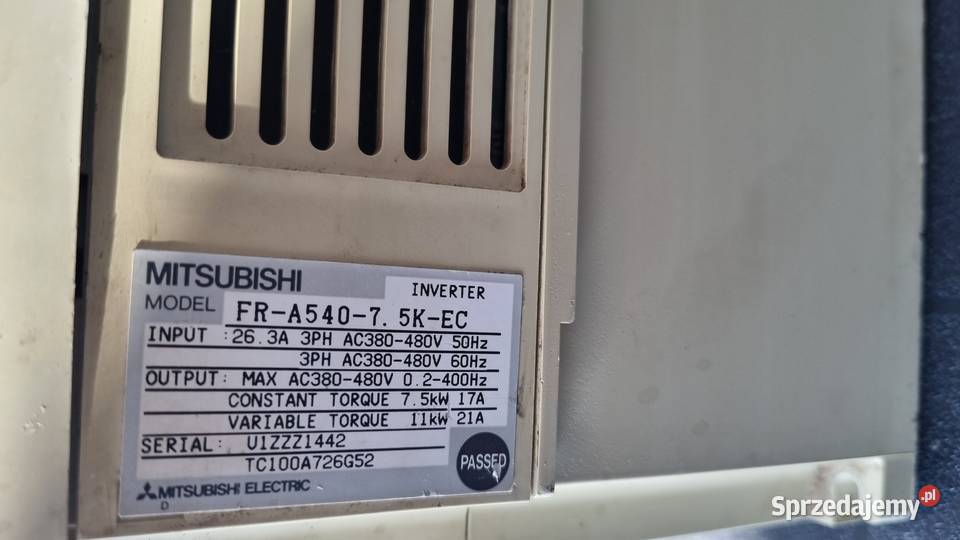 MITSUBISHI
INVERTER
MODEL FR-A540-7.5K-EC
INPUT : 26.3A 3PH AC380-480V 50Hz
3PH AC380-480V 60Hz
OUTPUT: MAX AC380-480V 0.2-400Hz
CONSTANT TORQUE 7.5kW 17A
VARIABLE TORQUE 11kW 21A
SERIAL: U1ZZZ1442
TC100A726G52
PASSED
MITSUBISHI ELECTRIC
D
Sprzedajemy.pl